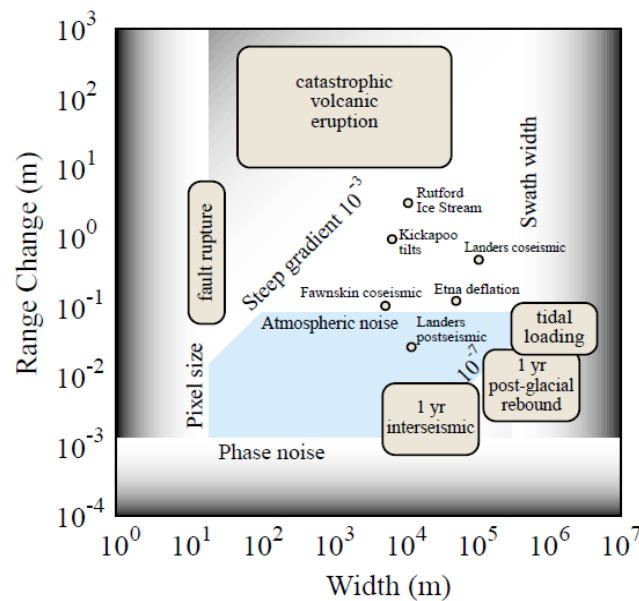 10^3
10^2
10^1
10^0
10^-1
10^-2
10^-3
10^-4
Range Change (m)
catastrophic
volcanic
eruption
fault rupture
Steep gradient 10^-3
Swath width
Rutford
Ice Stream
Kickapoo
tilts
Landers coseismic
Fawnskin coseismic
Etna deflation
Atmospheric noise
Landers
postseismic
tidal
loading
10^-7
1 yr
post-glacial
rebound
1 yr
interseismic
Pixel size
Phase noise
10^0 10^1 10^2 10^3 10^4 10^5 10^6 10^7
Width (m)